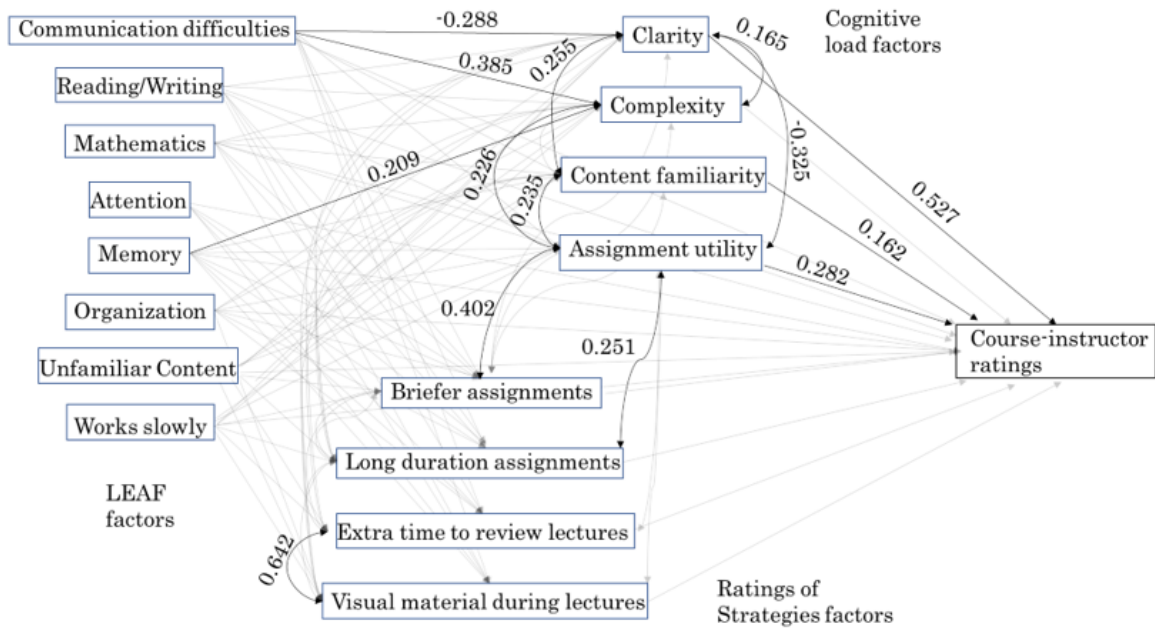 Communication difficulties
-0.288
Clarity
0.165
Cognitive
load factors
Reading/Writing
0.385
0.255
Complexity
Mathematics
0.209
0.226
0.235
Content familiarity
-0.325
0.527
Attention
Memory
Assignment utility
0.162
0.282
Organization
0.402
0.251
Course-instructor
ratings
Unfamiliar Content
Briefer assignments
Works slowly
Long duration assignments
LEAF
factors
Extra time to review lectures
0.642
Visual material during lectures
Ratings of
Strategies factors